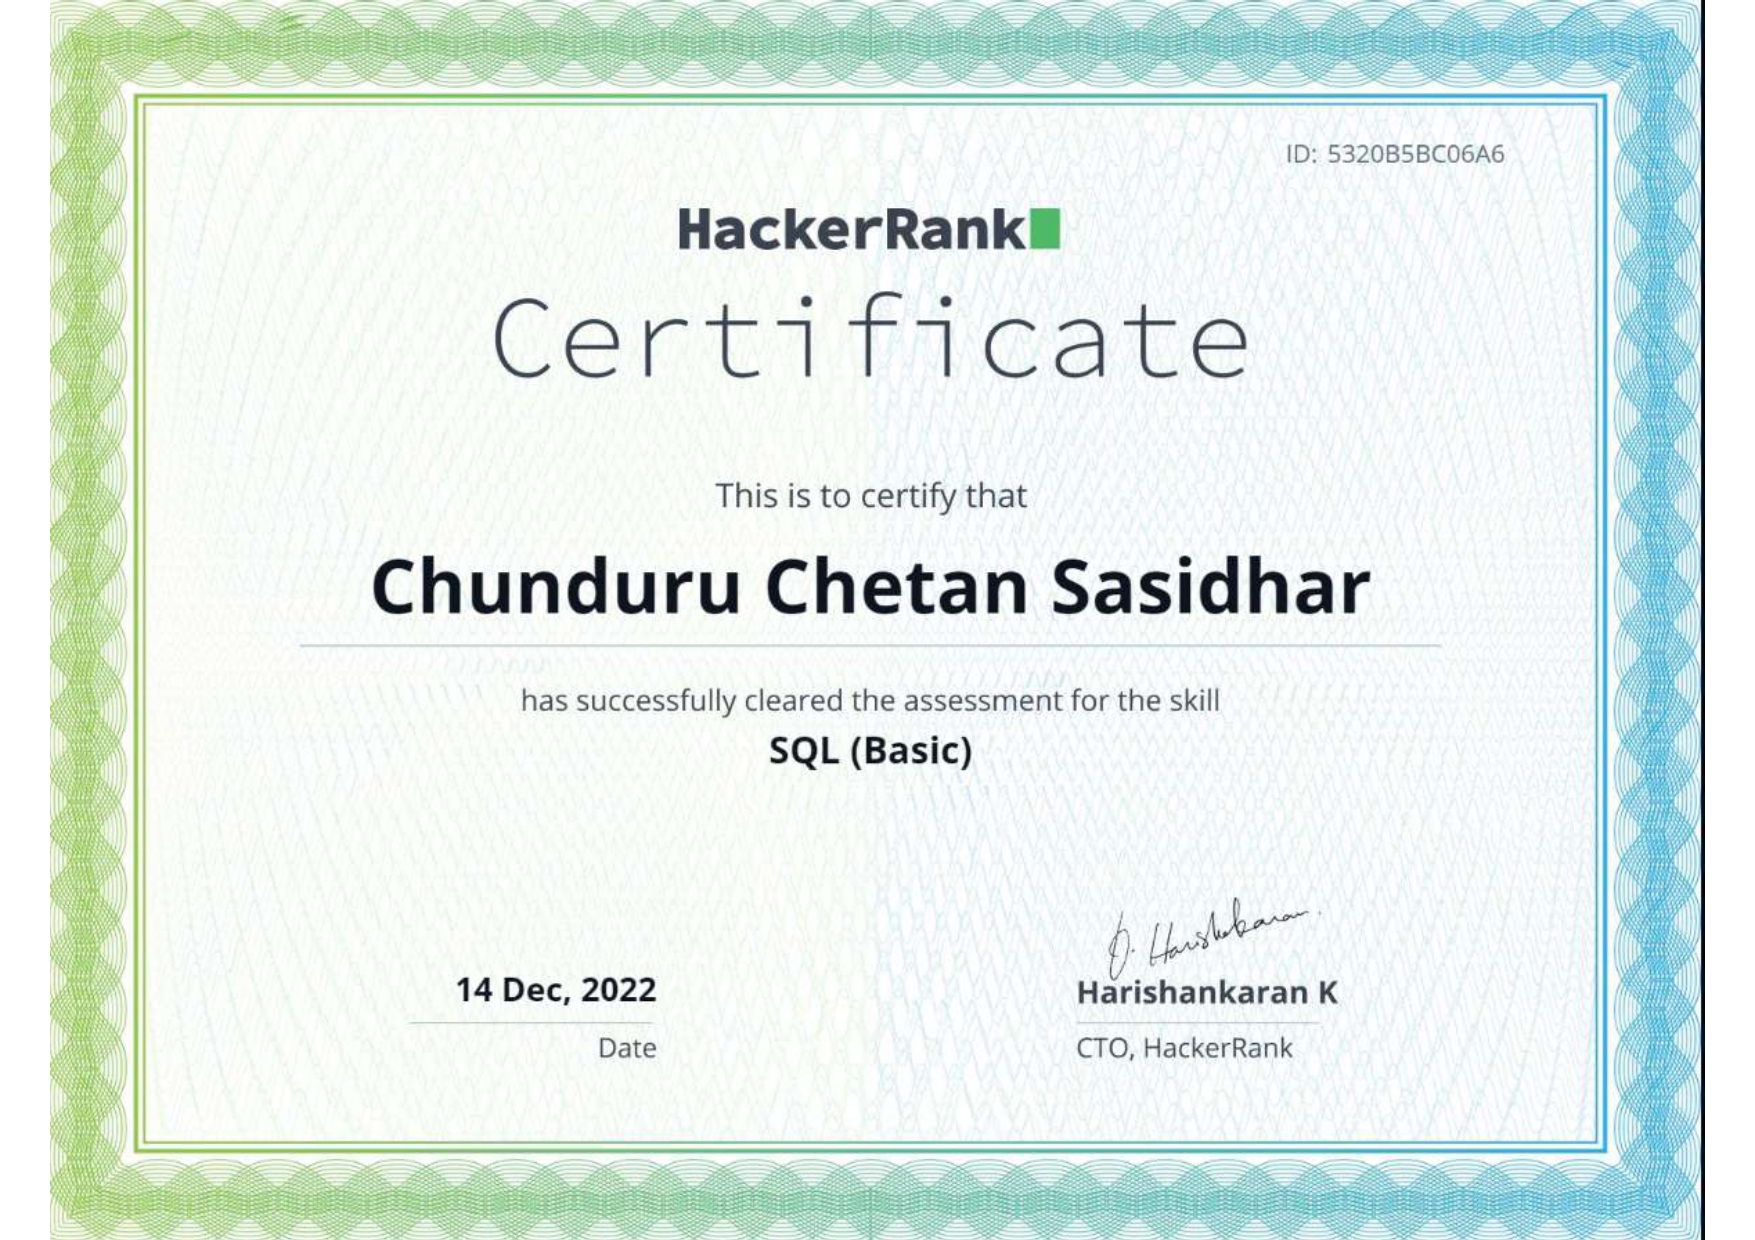 ID: 5320B5BC06A6
HackerRank
Certificate
This is to certify that
Chunduru Chetan Sasidhar
has successfully cleared the assessment for the skill
SQL (Basic)
14 Dec, 2022
Date
Harishankaran K
CTO, HackerRank